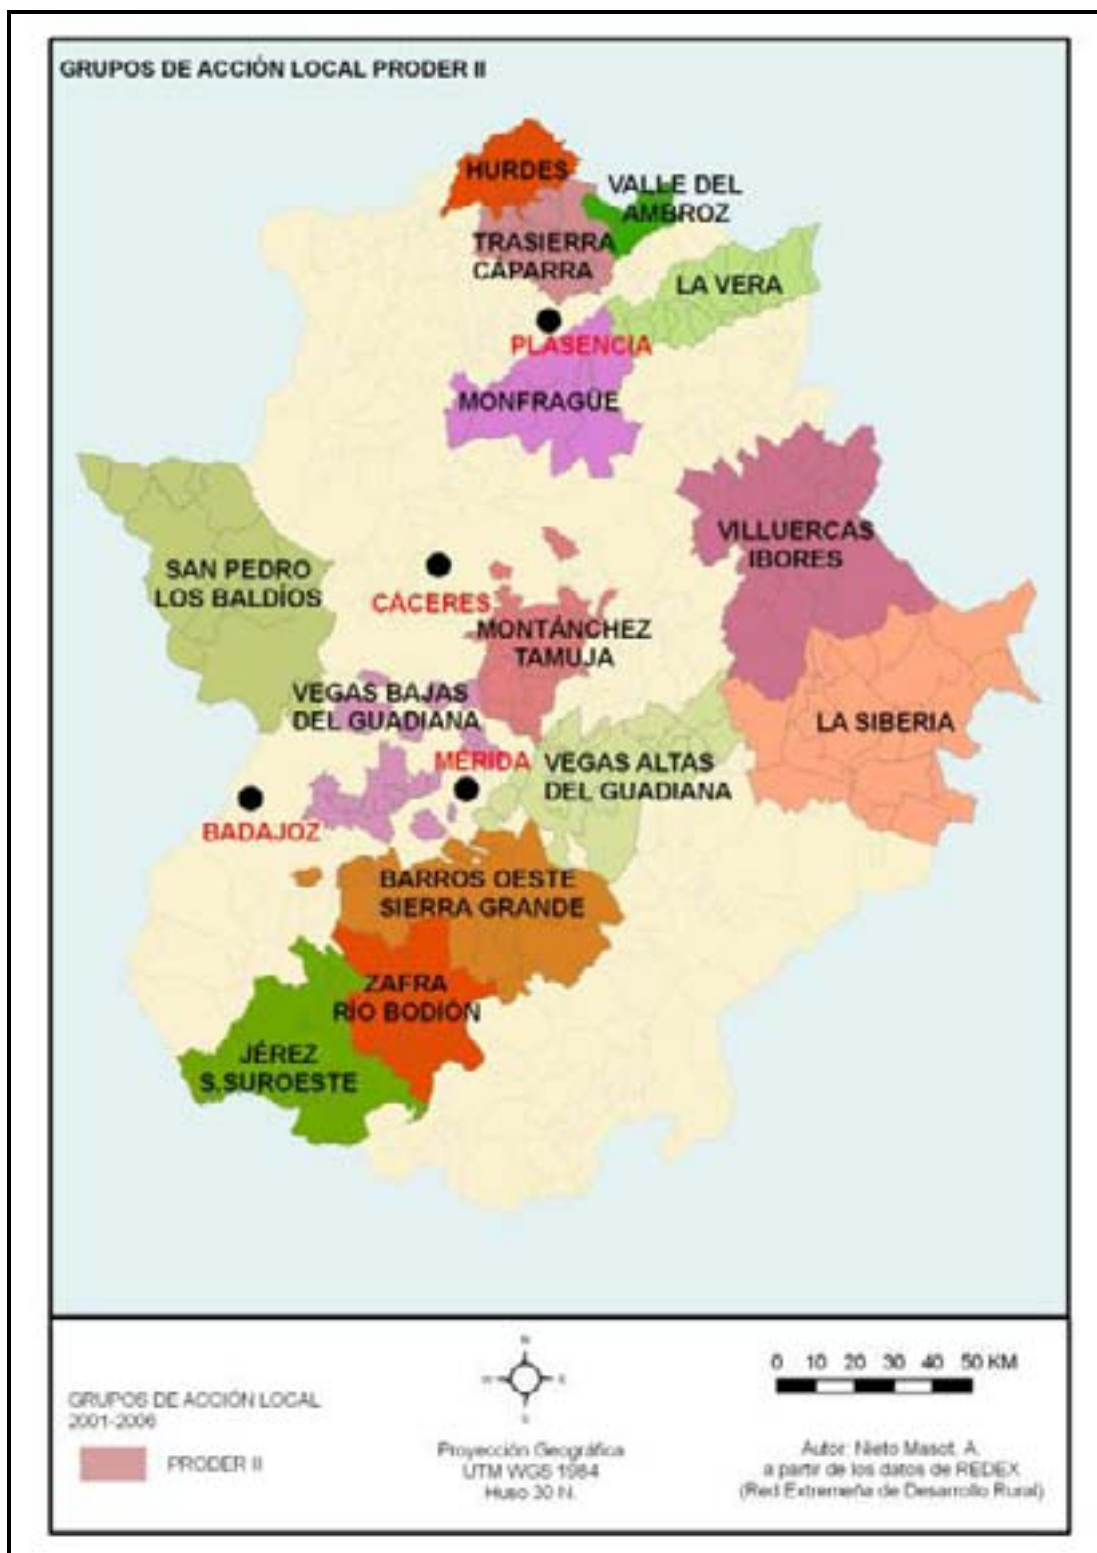 GRUPOS DE ACCIÓN LOCAL PRODER II
HURDES
VALLE DEL
AMBROZ
TRASIERRA
CÁPARRA
LA VERA
PLASENCIA
MONFRAGÜE
VILLUERCAS
IBORES
SAN PEDRO
LOS BALDÍOS
CÁCERES
MONTÁNCHEZ
TAMUJA
VEGAS BAJAS
DEL GUADIANA
LA SIBERIA
MÉRIDA
VEGAS ALTAS
DEL GUADIANA
BADAJOZ
BARROS OESTE
SIERRA GRANDE
ZAFRA
RÍO BODIÓN
JÉREZ
S.SUROESTE
GRUPOS DE ACCIÓN LOCAL
2001-2006
PRODER II
N
W E
S
Proyección Geográfica
UTM WGS 1984
Huso 30 N.
0 10 20 30 40 50 KM
Autor: Nieto Masot, A.
a partir de los datos de REDEX
(Red Extremeña de Desarrollo Rural)